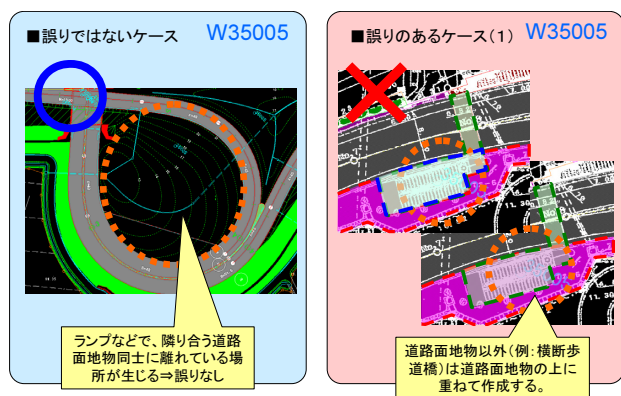 ■誤りではないケース W35005
ランプなどで、隣り合う道路
面地物同士に離れている場
所が生じる⇒誤りなし
■誤りのあるケース(1) W35005
道路面地物以外(例:横断歩
道橋)は道路面地物の上に
重ねて作成する。